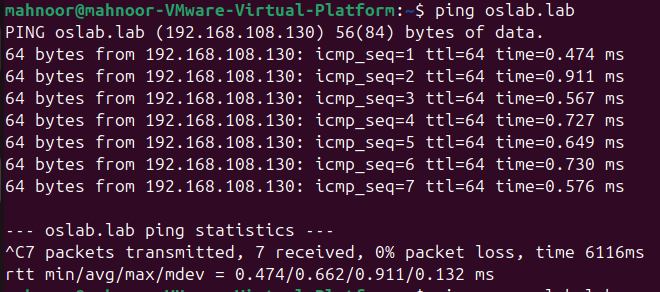 mahnoor@mahnoor-VMware-Virtual-Platform:~$ ping oslab.lab
PING oslab.lab (192.168.108.130) 56(84) bytes of data.
64 bytes from 192.168.108.130: icmp_seq=1 ttl=64 time=0.474 ms
64 bytes from 192.168.108.130: icmp_seq=2 ttl=64 time=0.911 ms
64 bytes from 192.168.108.130: icmp_seq=3 ttl=64 time=0.567 ms
64 bytes from 192.168.108.130: icmp_seq=4 ttl=64 time=0.727 ms
64 bytes from 192.168.108.130: icmp_seq=5 ttl=64 time=0.649 ms
64 bytes from 192.168.108.130: icmp_seq=6 ttl=64 time=0.730 ms
64 bytes from 192.168.108.130: icmp_seq=7 ttl=64 time=0.576 ms

--- oslab.lab ping statistics ---
^C7 packets transmitted, 7 received, 0% packet loss, time 6116ms
rtt min/avg/max/mdev = 0.474/0.662/0.911/0.132 ms